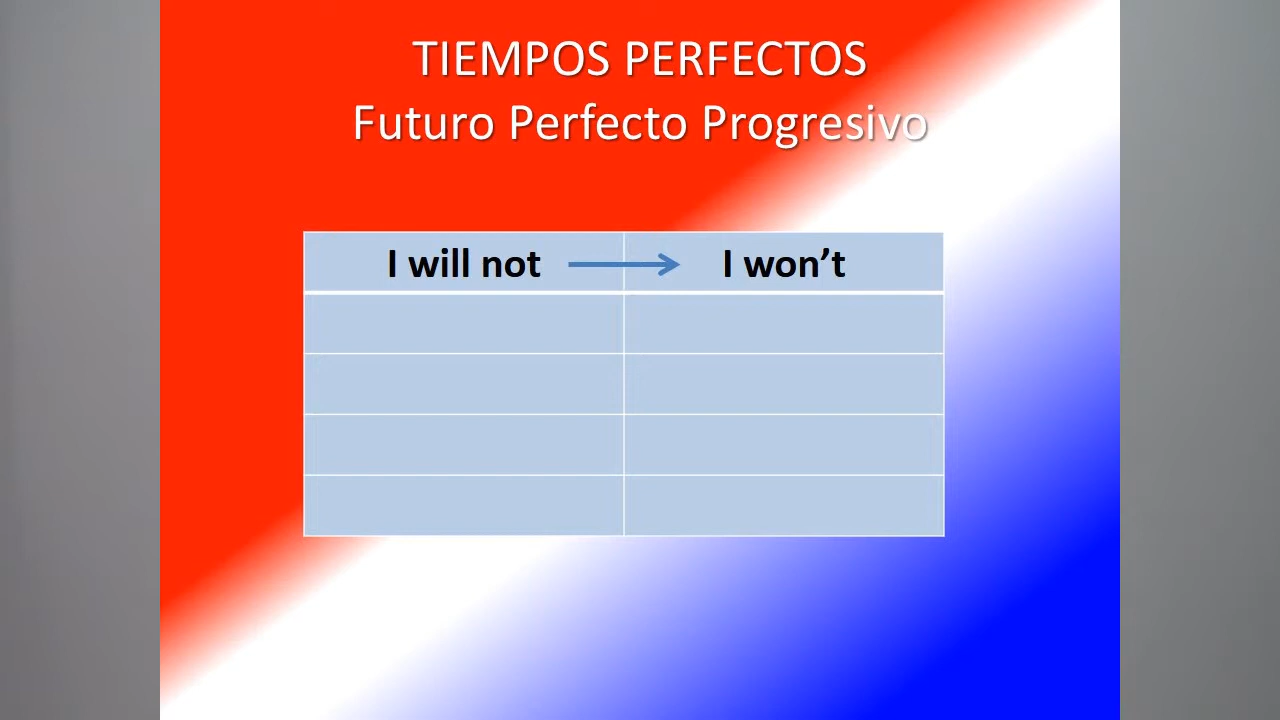 TIEMPOS PERFECTOS
Futuro Perfecto Progresivo
I will not I won’t